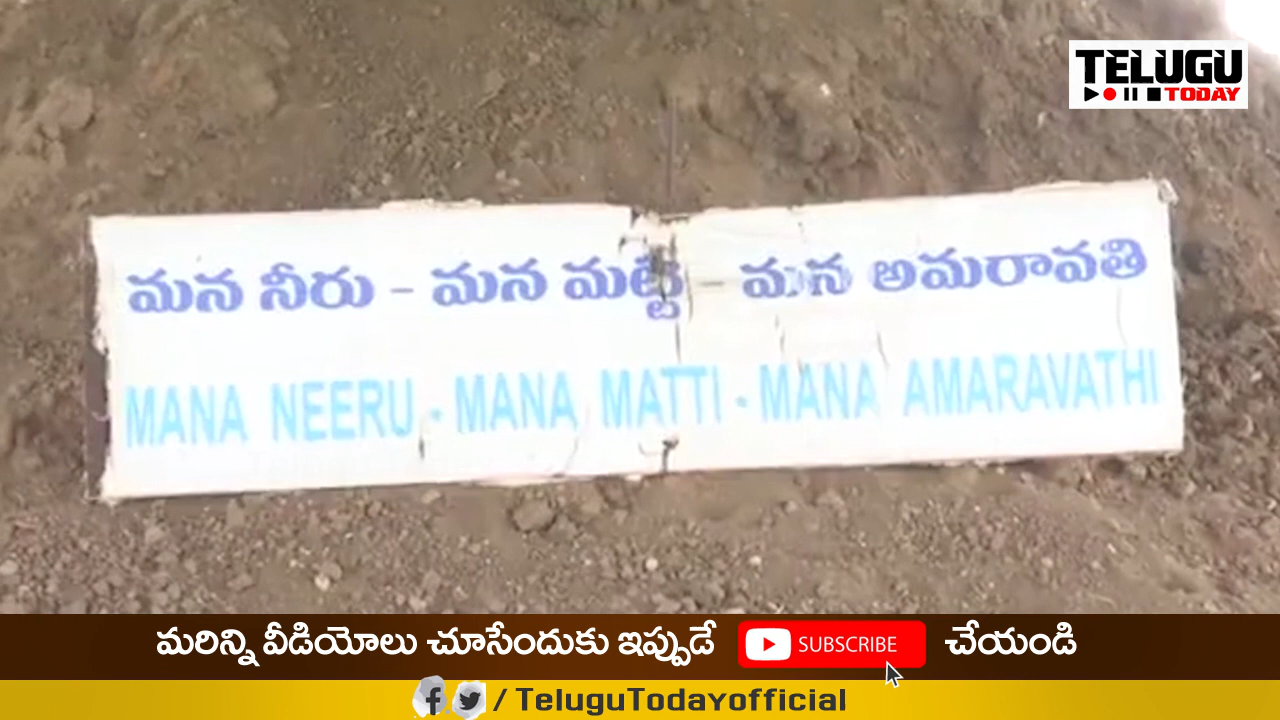 TELUGU
TODAY
మన నీరు - మన మట్టి - మన అమరావతి
MANA NEERU - MANA MATTI - MANA AMARAVATHI
మరిన్ని వీడియోలు చూసేందుకు ఇప్పుడే SUBSCRIBE చేయండి
/ TeluguTodayofficial